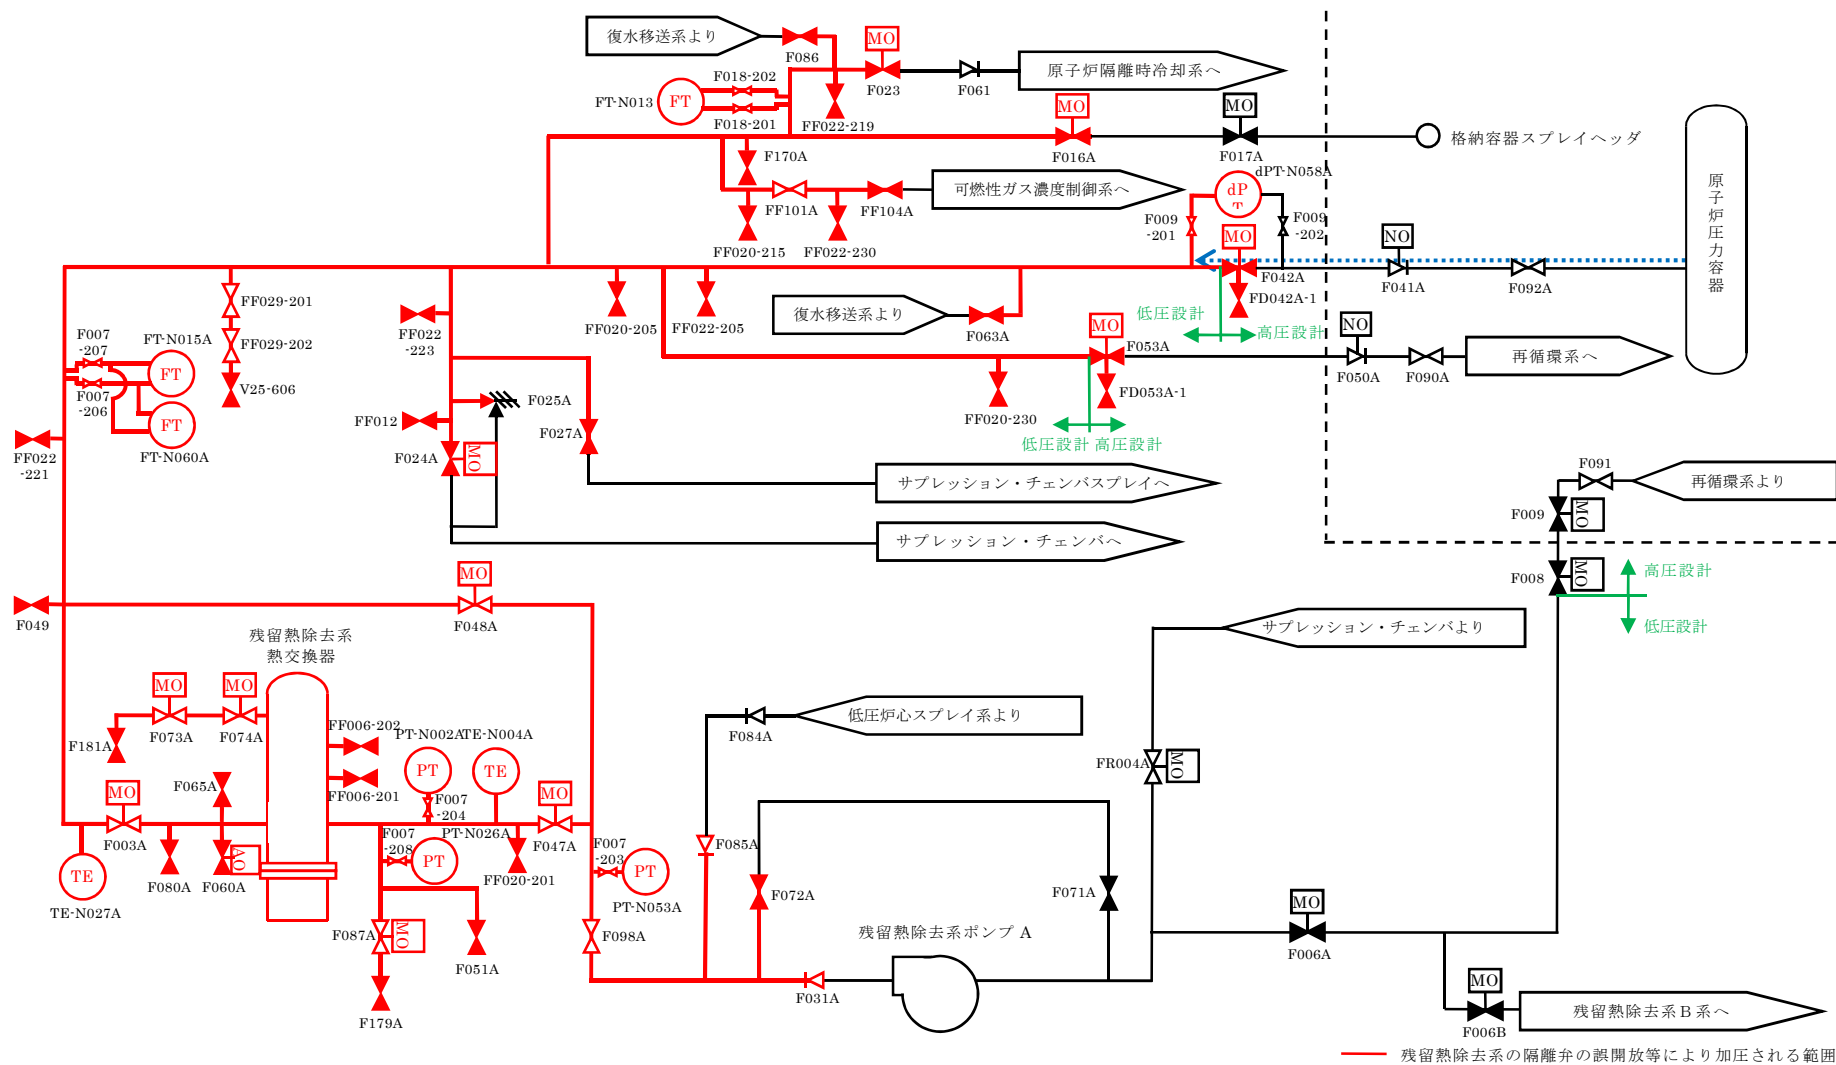 復水移送系より
F086
MO
F023
F061
原子炉隔離時冷却系へ
FT-N013
FT
F018-202
F018-201
FF022-219
MO
F016A
MO
F017A
格納容器スプレイヘッダ
F170A
FF101A
FF104A
可燃性ガス濃度制御系へ
FF020-215
FF022-230
dPT-N058A
dP
T
F009
-201
F009
-202
MO
F042A
FD042A-1
NO
F041A
F092A
原子炉圧力容器
低圧設計
高圧設計
FF029-201
FF029-202
V25-606
F007
-207
FT-N015A
FT
F007
-206
FT
FT-N060A
FF022
-221
FF022
-223
FF012
F024A
MO
F025A
F027A
FF020-205
FF022-205
復水移送系より
F063A
MO
F053A
FD053A-1
FF020-230
低圧設計
高圧設計
NO
F050A
F090A
再循環系へ
サプレッション・チェンバスプレイへ
サプレッション・チェンバへ
F091
再循環系より
F009
MO
F008
MO
高圧設計
低圧設計
F049
MO
F048A
残留熱除去系
熱交換器
MO
F073A
MO
F074A
F181A
FF006-202
FF006-201
F065A
MO
F003A
TE
TE-N027A
F080A
F060A
AO
PT-N002A
PT
F007
-204
TE-N004A
TE
MO
F047A
F007
-208
PT-N026A
PT
FF020-201
F007
-203
PT
PT-N053A
F087A
MO
F051A
F179A
F098A
低圧炉心スプレイ系より
F084A
F085A
F072A
F071A
F031A
残留熱除去系ポンプ A
サプレッション・チェンバより
FR004A
MO
MO
F006A
MO
F006B
残留熱除去系B系へ
残留熱除去系の隔離弁の誤開放等により加圧される範囲